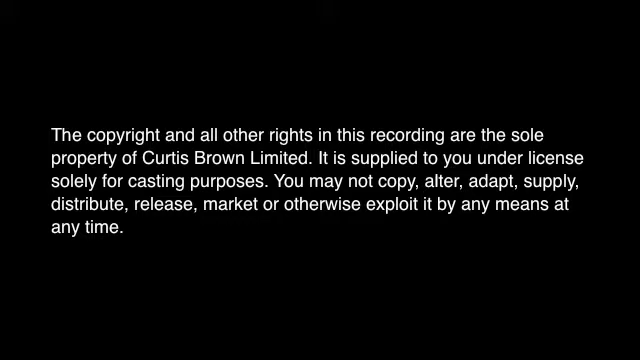 The copyright and all other rights in this recording are the sole
property of Curtis Brown Limited. It is supplied to you under license
solely for casting purposes. You may not copy, alter, adapt, supply,
distribute, release, market or otherwise exploit it by any means at
any time.